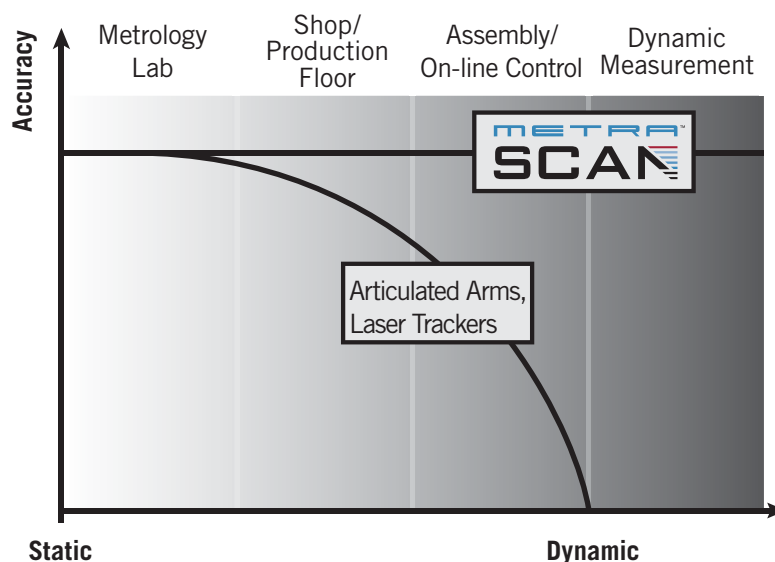 Accuracy
Metrology
Lab
Shop/
Production
Floor
Assembly/
On-line Control
Dynamic
Measurement
METRA™
SCAN
Articulated Arms,
Laser Trackers
Static
Dynamic